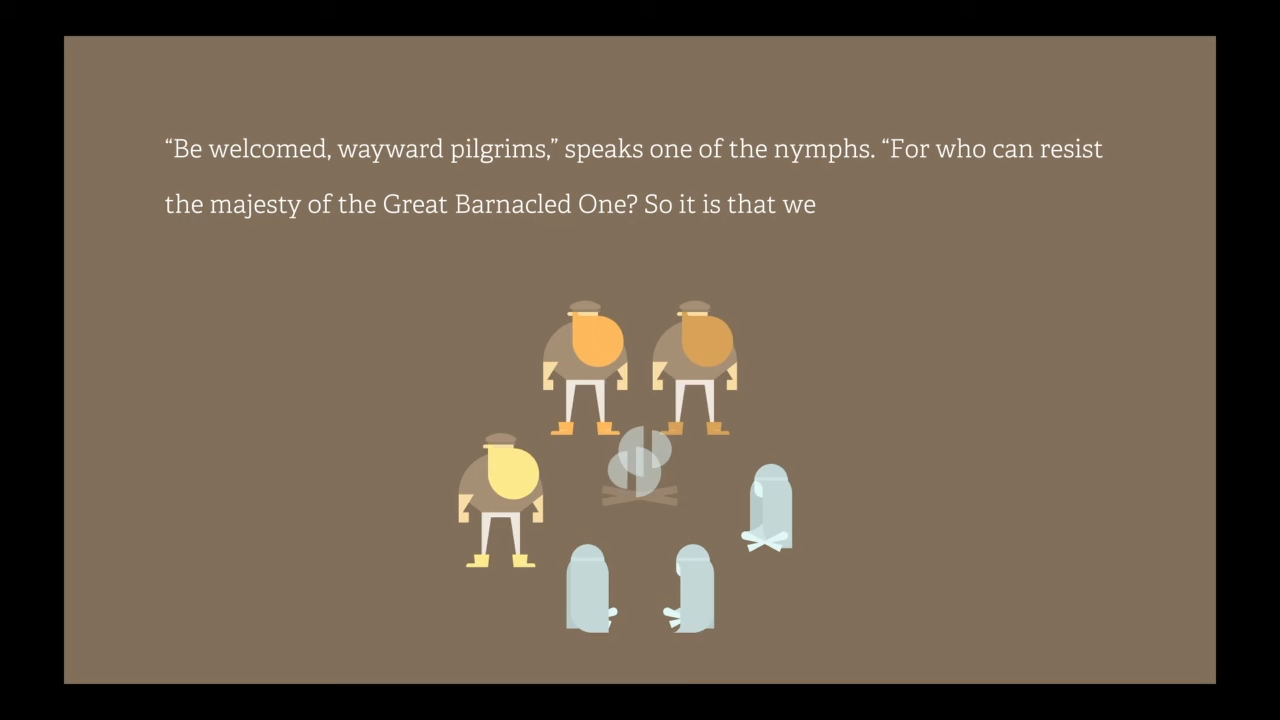 “Be welcomed, wayward pilgrims,” speaks one of the nymphs. “For who can resist
the majesty of the Great Barnacled One? So it is that we